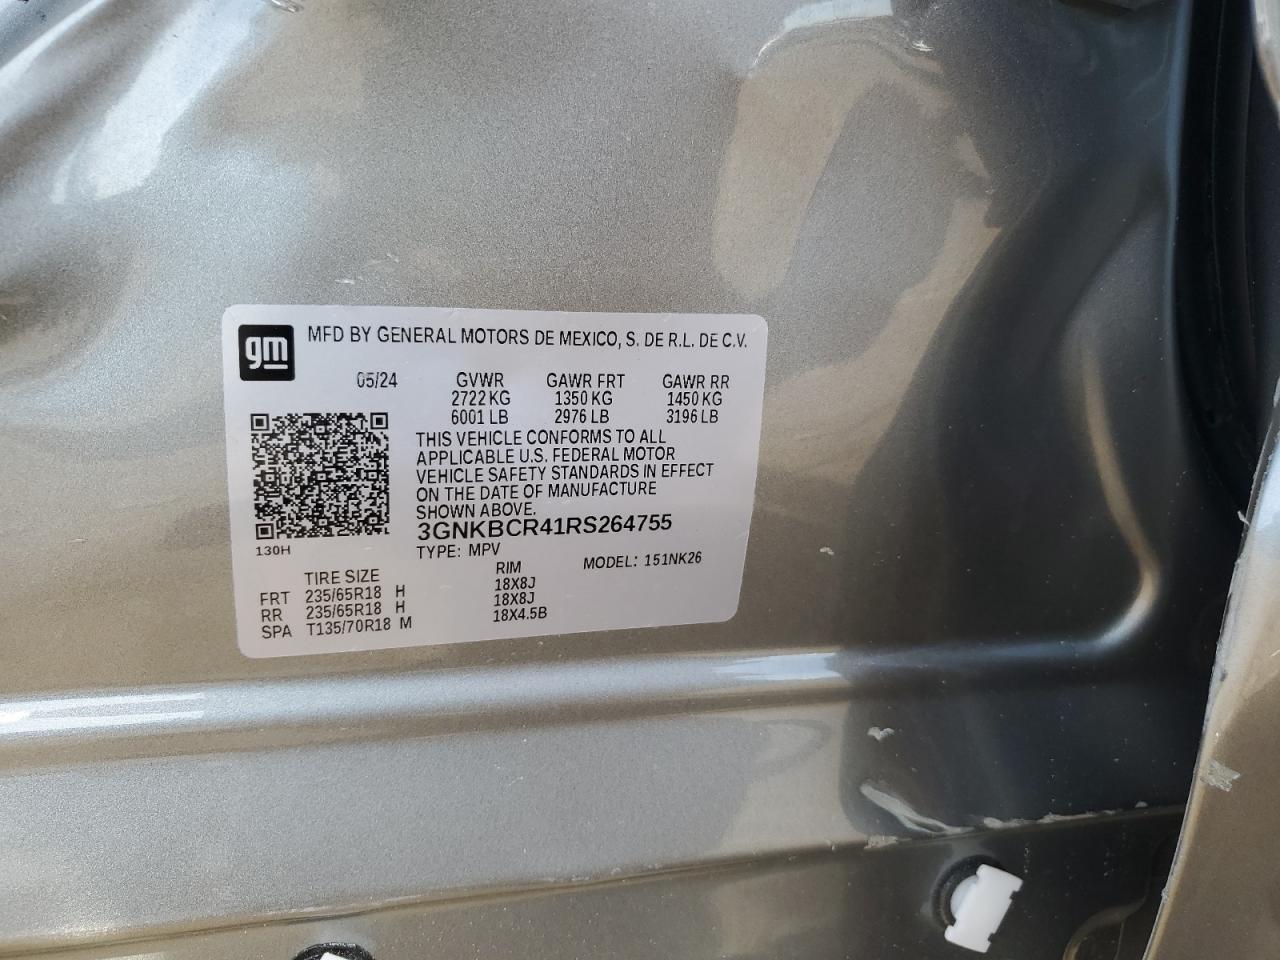 gm
MFD BY GENERAL MOTORS DE MEXICO, S. DE R.L. DE C.V.
05/24 GVWR GAWR FRT GAWR RR
2722 KG 1350 KG 1450 KG
6001 LB 2976 LB 3196 LB
THIS VEHICLE CONFORMS TO ALL
APPLICABLE U.S. FEDERAL MOTOR
VEHICLE SAFETY STANDARDS IN EFFECT
ON THE DATE OF MANUFACTURE
SHOWN ABOVE.
3GNKBCR41RS264755
130H
TYPE: MPV MODEL: 151NK26
TIRE SIZE RIM
FRT 235/65R18 H 18X8J
RR 235/65R18 H 18X8J
SPA T135/70R18 M 18X4.5B